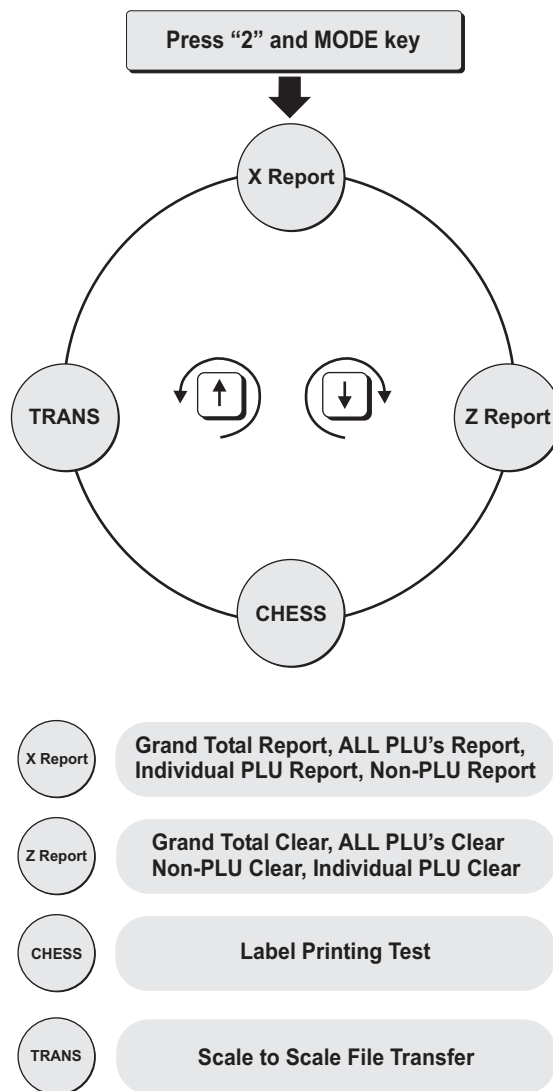 Press “2” and MODE key
X Report
TRANS
Z Report
CHESS
X Report
Grand Total Report, ALL PLU’s Report,
Individual PLU Report, Non-PLU Report
Z Report
Grand Total Clear, ALL PLU’s Clear
Non-PLU Clear, Individual PLU Clear
CHESS
Label Printing Test
TRANS
Scale to Scale File Transfer